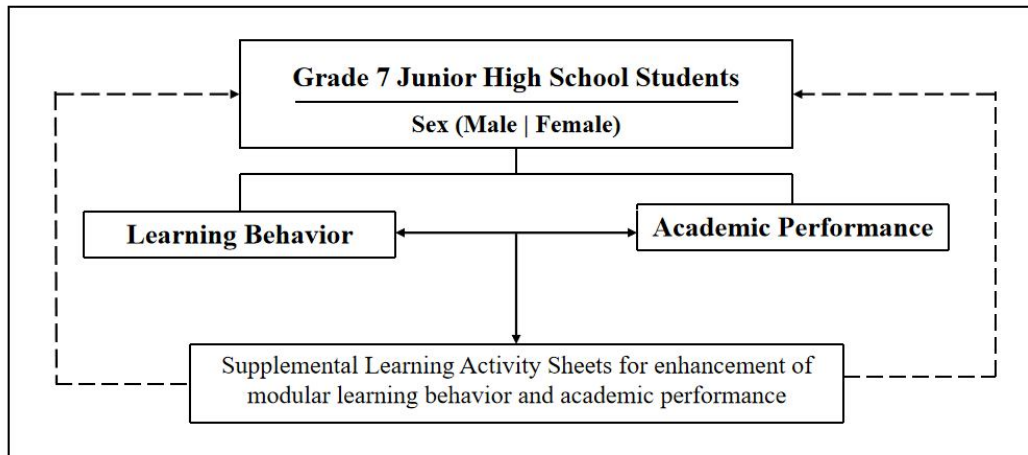 Grade 7 Junior High School Students
Sex (Male | Female)
Learning Behavior
Academic Performance
Supplemental Learning Activity Sheets for enhancement of
modular learning behavior and academic performance